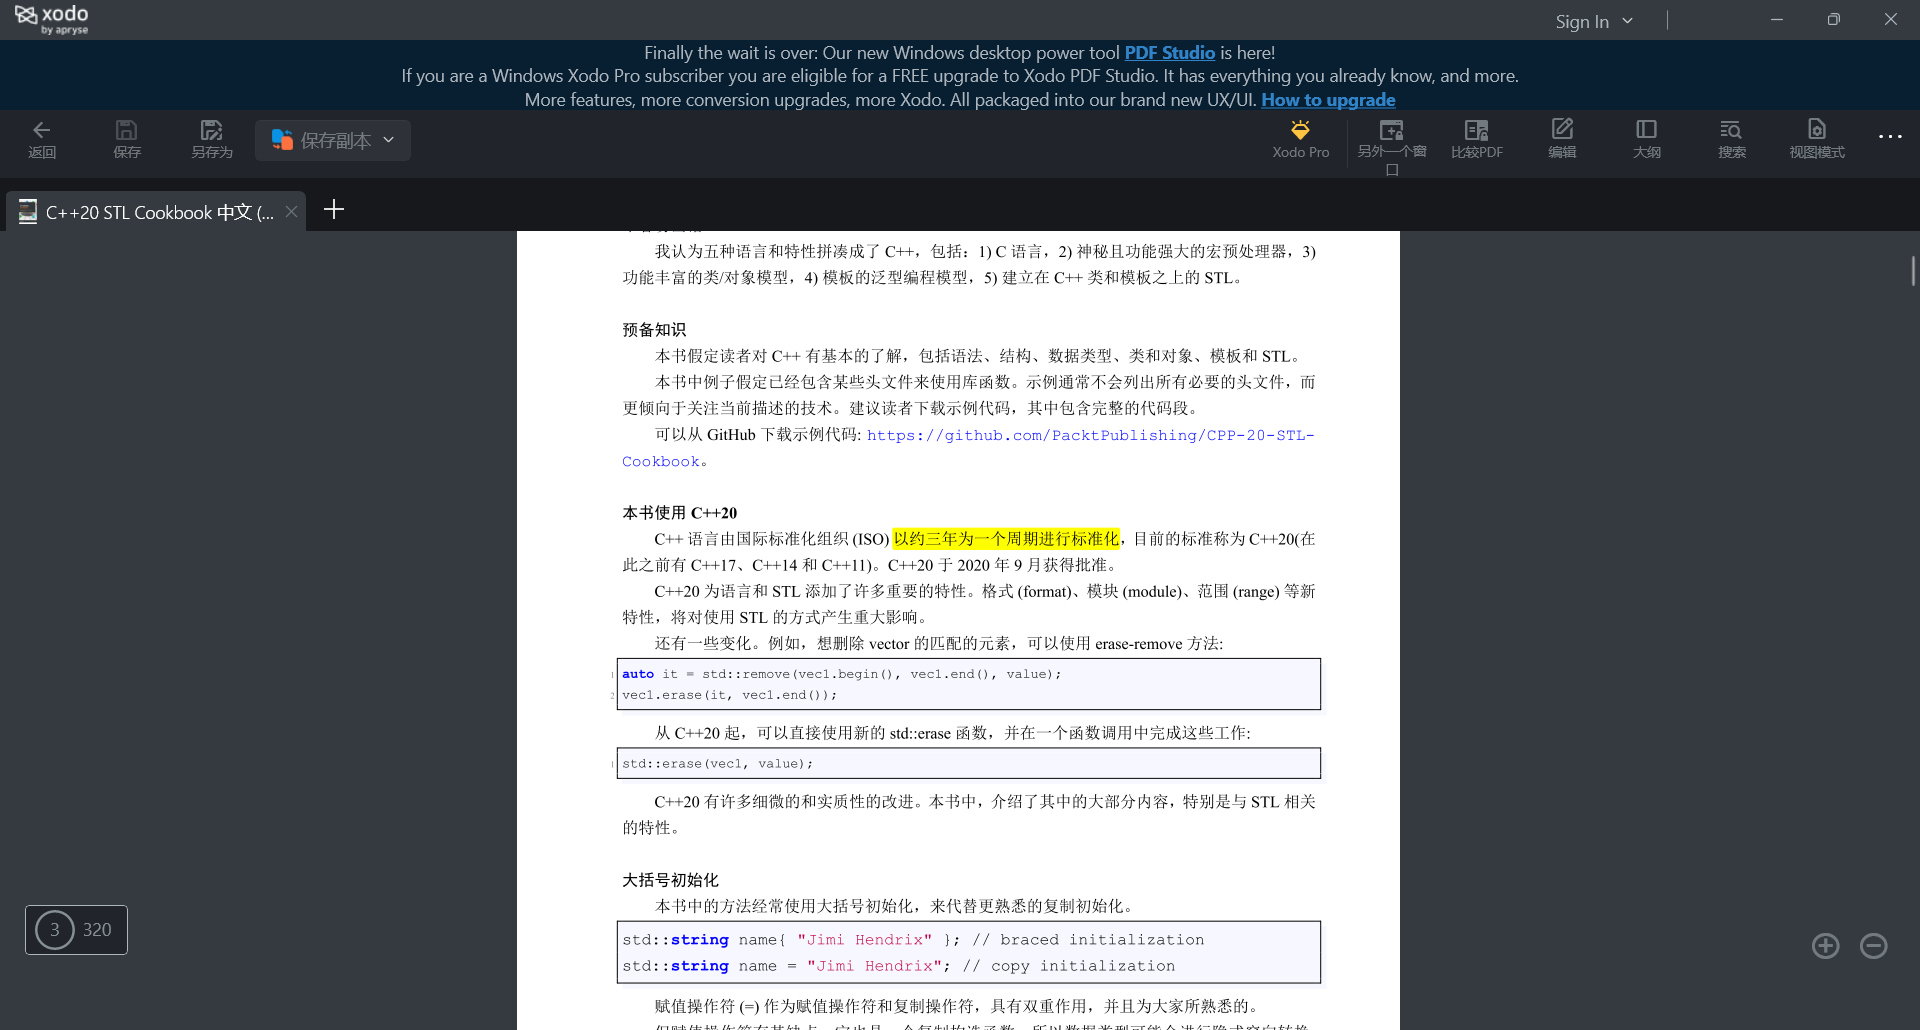 xodo
by apryse
Sign In
Finally the wait is over: Our new Windows desktop power tool PDF Studio is here!
If you are a Windows Xodo Pro subscriber you are eligible for a FREE upgrade to Xodo PDF Studio. It has everything you already know, and more.
More features, more conversion upgrades, more Xodo. All packaged into our brand new UX/UI. How to upgrade
返回
保存
另存为
保存副本
Xodo Pro
另外一个窗
口
比较PDF
编辑
大纲
搜索
视图模式
C++20 STL Cookbook 中文 (...
我认为五种语言和特性拼凑成了 C++，包括：1) C 语言，2) 神秘且功能强大的宏预处理器，3)
功能丰富的类/对象模型，4) 模板的泛型编程模型，5) 建立在 C++ 类和模板之上的 STL。
预备知识
本书假定读者对 C++ 有基本的了解，包括语法、结构、数据类型、类和对象、模板和 STL。
本书中例子假定已经包含某些头文件来使用库函数。示例通常不会列出所有必要的头文件，而
更倾向于关注当前描述的技术。建议读者下载示例代码，其中包含完整的代码段。
可以从 GitHub 下载示例代码: https://github.com/PacktPublishing/CPP-20-STL-
Cookbook。
本书使用 C++20
C++ 语言由国际标准化组织 (ISO) 以约三年为一个周期进行标准化，目前的标准称为 C++20(在
此之前有 C++17、C++14 和 C++11)。C++20 于 2020 年 9 月获得批准。
C++20 为语言和 STL 添加了许多重要的特性。格式 (format)、模块 (module)、范围 (range) 等新
特性，将对使用 STL 的方式产生重大影响。
还有一些变化。例如，想删除 vector 的匹配的元素，可以使用 erase-remove 方法:
1 auto it = std::remove(vec1.begin(), vec1.end(), value);
2 vec1.erase(it, vec1.end());
从 C++20 起，可以直接使用新的 std::erase 函数，并在一个函数调用中完成这些工作:
1 std::erase(vec1, value);
C++20 有许多细微的和实质性的改进。本书中，介绍了其中的大部分内容，特别是与 STL 相关
的特性。
大括号初始化
本书中的方法经常使用大括号初始化，来代替更熟悉的复制初始化。
std::string name{ "Jimi Hendrix" }; // braced initialization
std::string name = "Jimi Hendrix"; // copy initialization
赋值操作符 (=) 作为赋值操作符和复制操作符，具有双重作用，并且为大家所熟悉的。
3 320